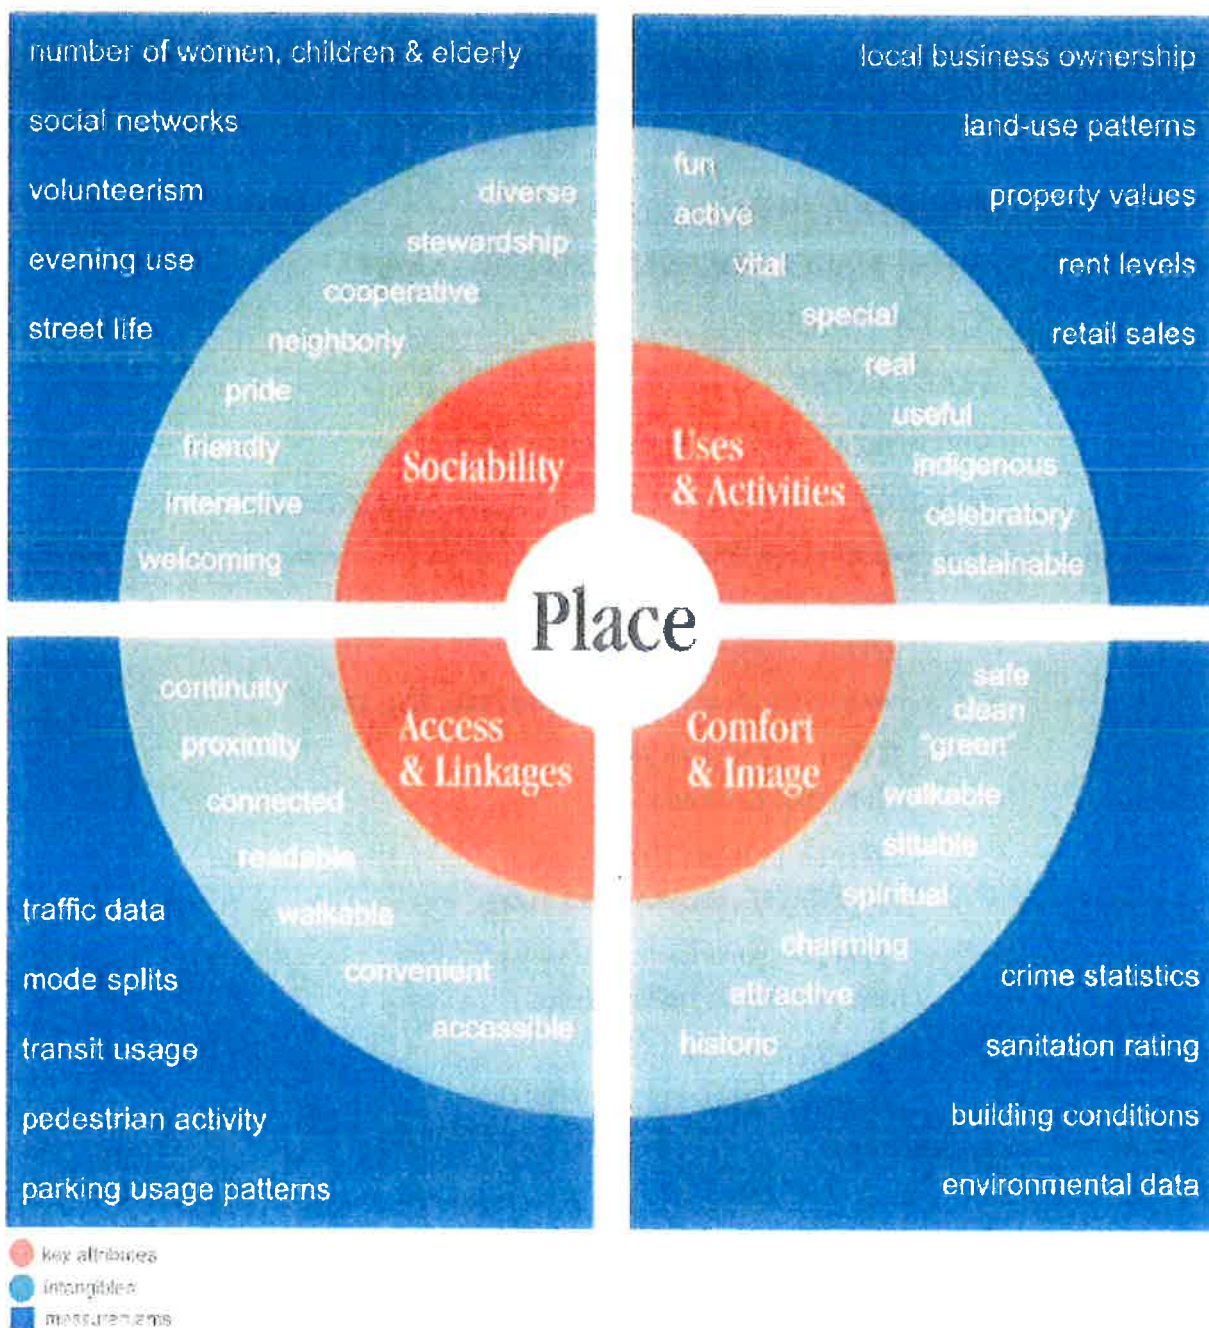 number of women, children & elderly
social networks
volunteerism
evening use
street life
diverse
stewardship
cooperative
neighborly
pride
friendly
interactive
welcoming
Sociability
local business ownership
land-use patterns
property values
rent levels
retail sales
fun
active
vital
special
real
useful
indigenous
celebratory
sustainable
Uses
& Activities
Place
continuity
proximity
connected
readable
walkable
convenient
accessible
Access
& Linkages
traffic data
mode splits
transit usage
pedestrian activity
parking usage patterns
Comfort
& Image
safe
clean
"green"
walkable
sittable
spiritual
charming
attractive
historic
crime statistics
sanitation rating
building conditions
environmental data
key attributes
intangibles
measurements